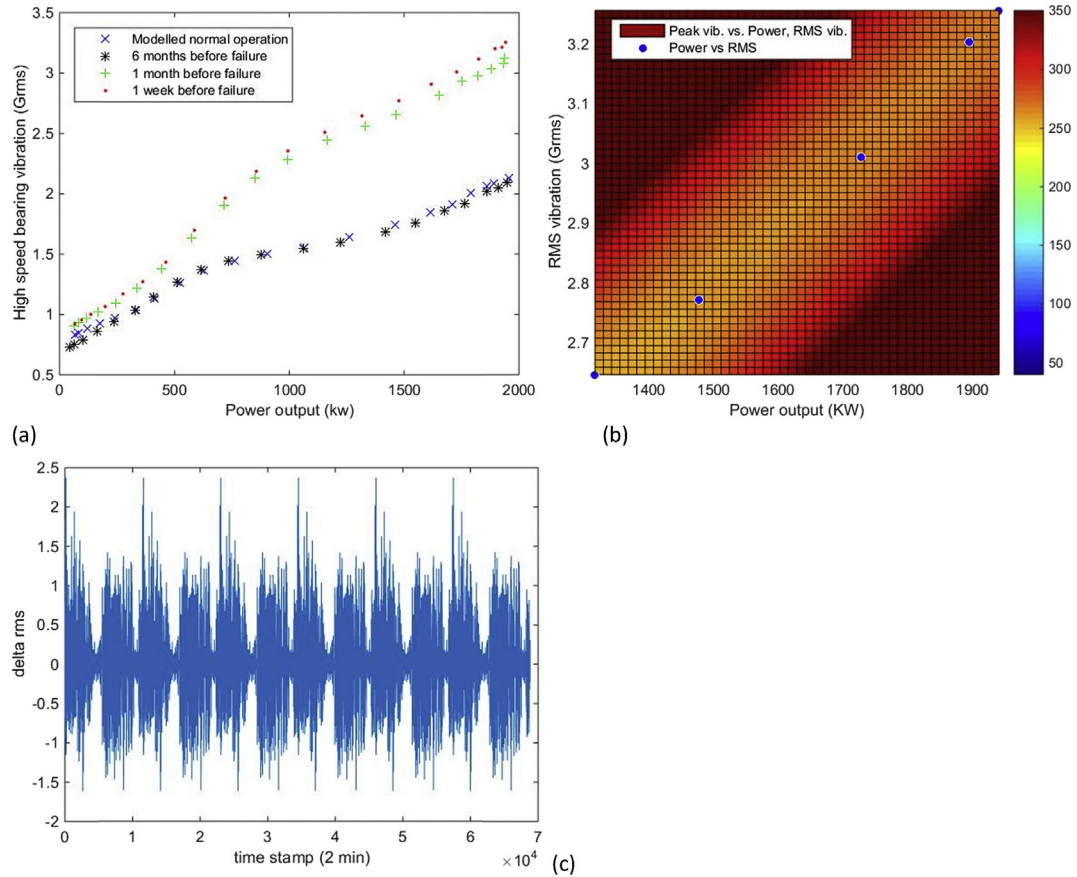 High speed bearing vibration (Grms)
4
3.5
3
2.5
2
1.5
1
0.5
Modelled normal operation
6 months before failure
1 month before failure
1 week before failure
0 500 1000 1500 2000
Power output (kw)
(a)
RMS vibration (Grms)
3.2
3.1
3
2.9
2.8
2.7
Peak vib. vs. Power, RMS vib.
Power vs RMS
1400 1500 1600 1730 1800 1900
Power output (KW)
350
300
250
200
150
100
50
(b)
delta rms
2.5
2
1.5
1
0.5
0
-0.5
-1
-1.5
-2
0 1 2 3 4 5 6 7
time stamp (2 min)
×10⁴
(c)